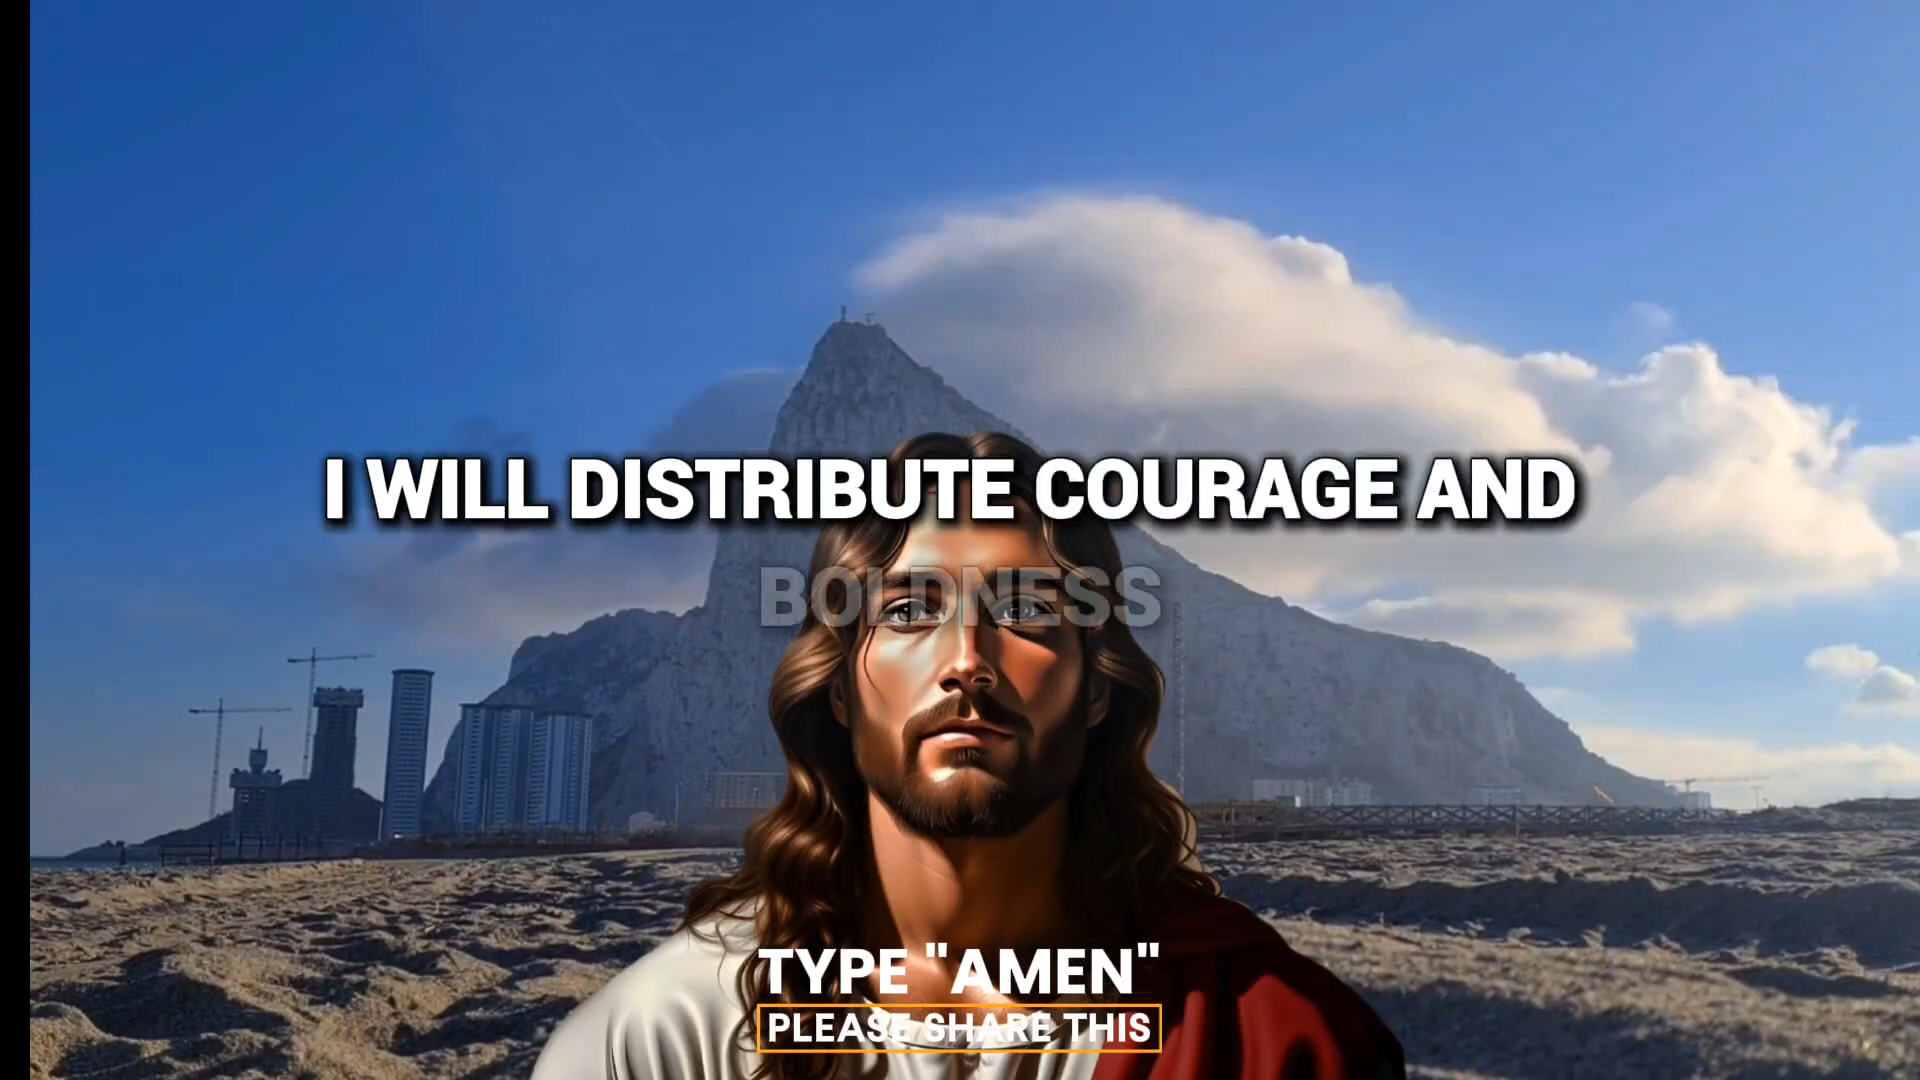 I WILL DISTRIBUTE COURAGE AND
BOLDNESS
TYPE "AMEN"
PLEASE SHARE THIS